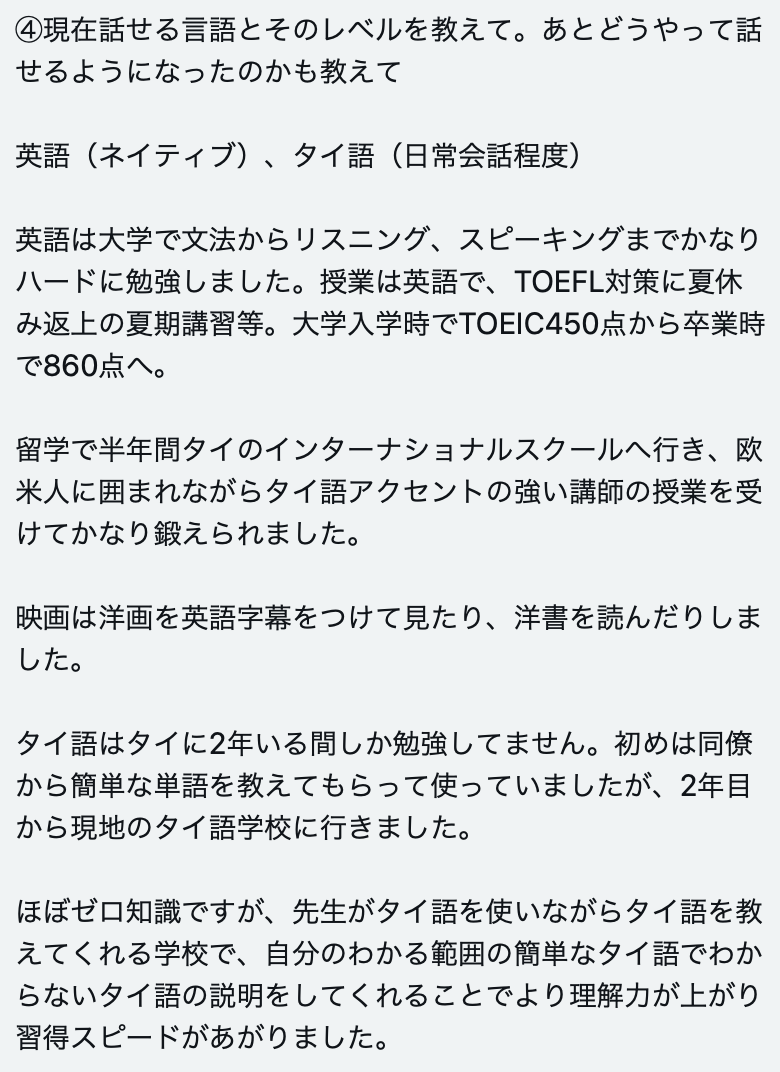 ④現在話せる言語とそのレベルを教えて。あとどうやって話
せるようになったのかも教えて
英語（ネイティブ）、タイ語（日常会話程度）
英語は大学で文法からリスニング、スピーキングまでかなり
ハードに勉強しました。授業は英語で、TOEFL対策に夏休
み返上の夏期講習等。大学入学時でTOEIC450点から卒業時
で860点へ。
留学で半年間タイのインターナショナルスクールへ行き、欧
米人に囲まれながらタイ語アクセントの強い講師の授業を受
けてかなり鍛えられました。
映画は洋画を英語字幕をつけて見たり、洋書を読んだりしま
した。
タイ語はタイに2年いる間しか勉強してません。初めは同僚
から簡単な単語を教えてもらって使っていましたが、2年目
から現地のタイ語学校に行きました。
ほぼゼロ知識ですが、先生がタイ語を使いながらタイ語を教
えてくれる学校で、自分のわかる範囲の簡単なタイ語でわか
らないタイ語の説明をしてくれることでより理解力が上がり
習得スピードがあがりました。